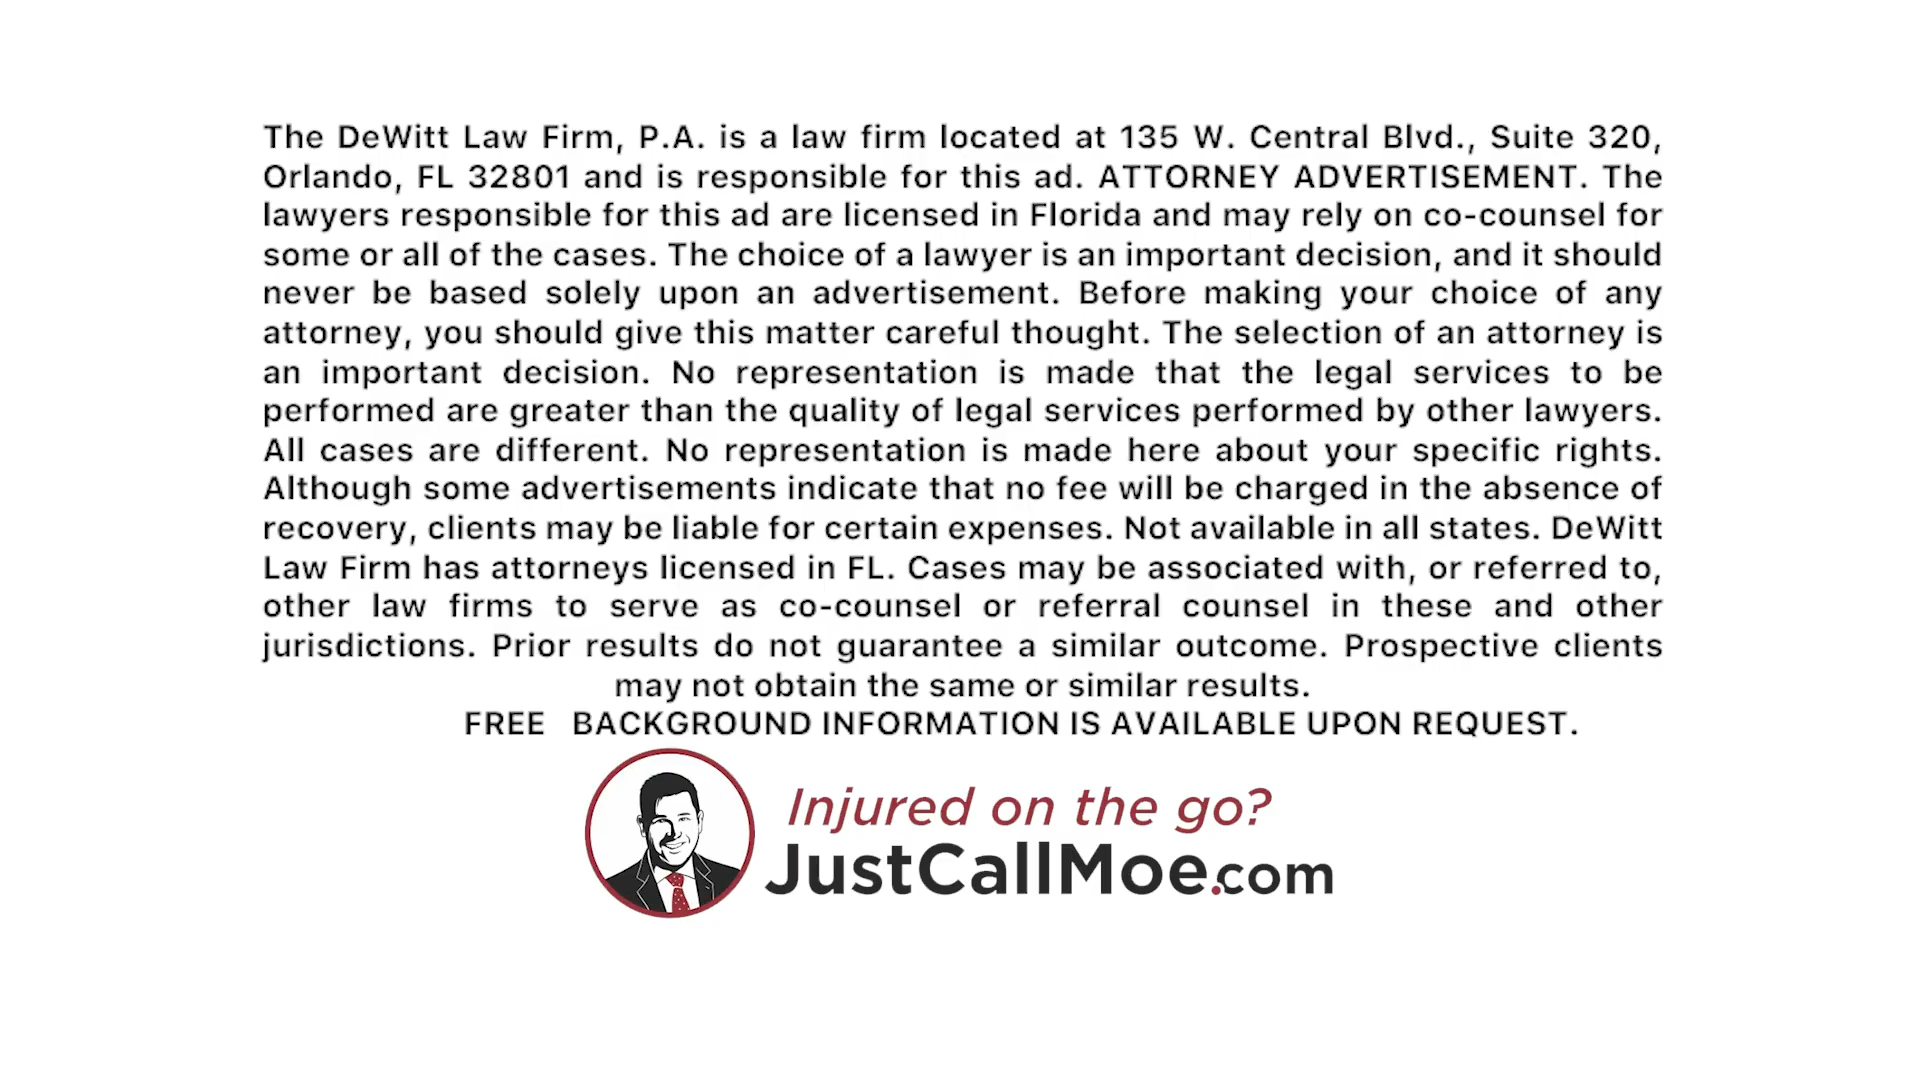 The DeWitt Law Firm, P.A. is a law firm located at 135 W. Central Blvd., Suite 320,
Orlando, FL 32801 and is responsible for this ad. ATTORNEY ADVERTISEMENT. The
lawyers responsible for this ad are licensed in Florida and may rely on co-counsel for
some or all of the cases. The choice of a lawyer is an important decision, and it should
never be based solely upon an advertisement. Before making your choice of any
attorney, you should give this matter careful thought. The selection of an attorney is
an important decision. No representation is made that the legal services to be
performed are greater than the quality of legal services performed by other lawyers.
All cases are different. No representation is made here about your specific rights.
Although some advertisements indicate that no fee will be charged in the absence of
recovery, clients may be liable for certain expenses. Not available in all states. DeWitt
Law Firm has attorneys licensed in FL. Cases may be associated with, or referred to,
other law firms to serve as co-counsel or referral counsel in these and other
jurisdictions. Prior results do not guarantee a similar outcome. Prospective clients
may not obtain the same or similar results.
FREE BACKGROUND INFORMATION IS AVAILABLE UPON REQUEST.
Injured on the go?
JustCallMoe.com